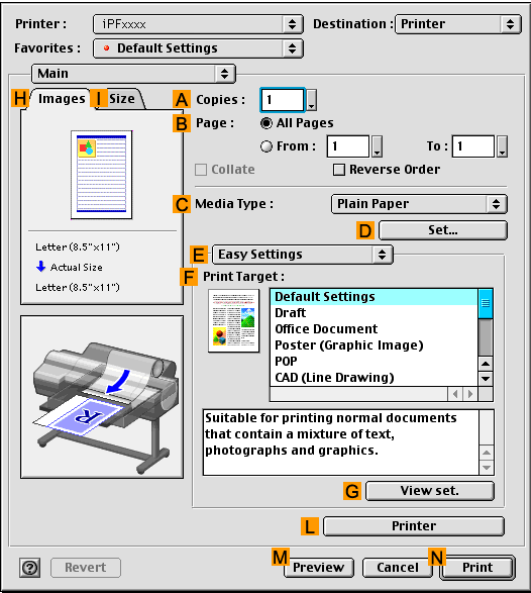 Printer : iPFxxxx Destination : Printer
Favorites : Default Settings
Main
H Images I Size
A Copies : 1
B Page : All Pages
From : 1 To : 1
Collate Reverse Order
C Media Type : Plain Paper
D Set...
Letter (8.5"x11")
Actual Size
Letter (8.5"x11")
E Easy Settings
F Print Target :
Default Settings
Draft
Office Document
Poster (Graphic Image)
POP
CAD (Line Drawing)
R
Suitable for printing normal documents
that contain a mixture of text,
photographs and graphics.
G View set.
L Printer
? Revert M Preview Cancel N Print